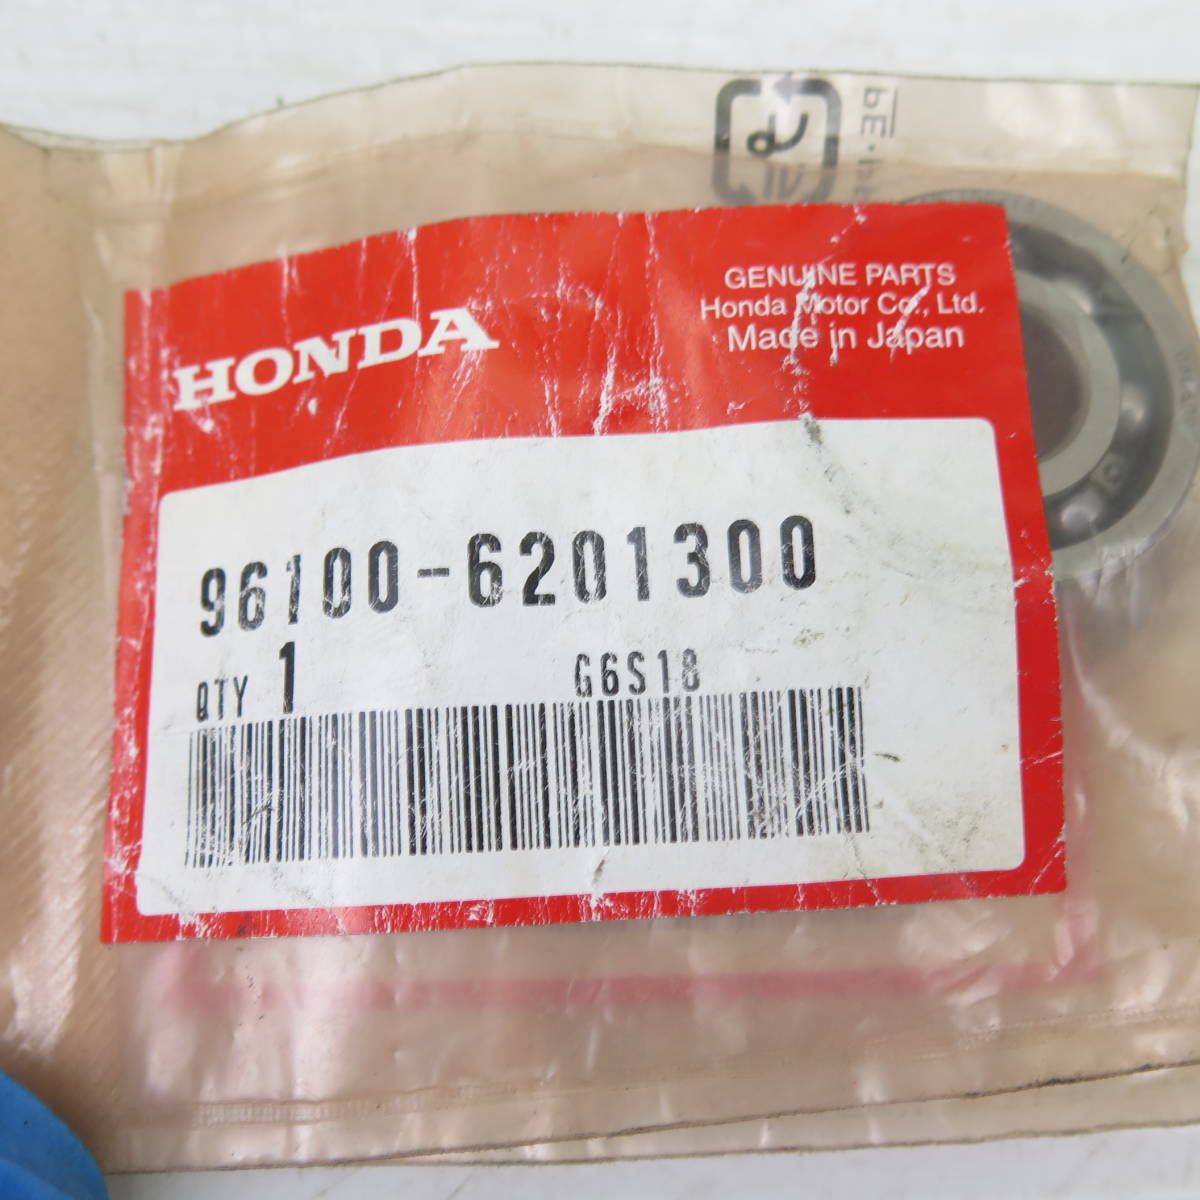 HONDA
GENUINE PARTS
Honda Motor Co., Ltd.
Made in Japan
96100-6201300
QTY 1 G6S18